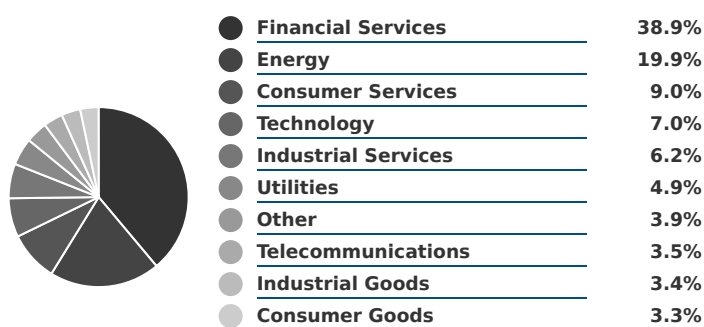 Financial Services 38.9%
Energy 19.9%
Consumer Services 9.0%
Technology 7.0%
Industrial Services 6.2%
Utilities 4.9%
Other 3.9%
Telecommunications 3.5%
Industrial Goods 3.4%
Consumer Goods 3.3%